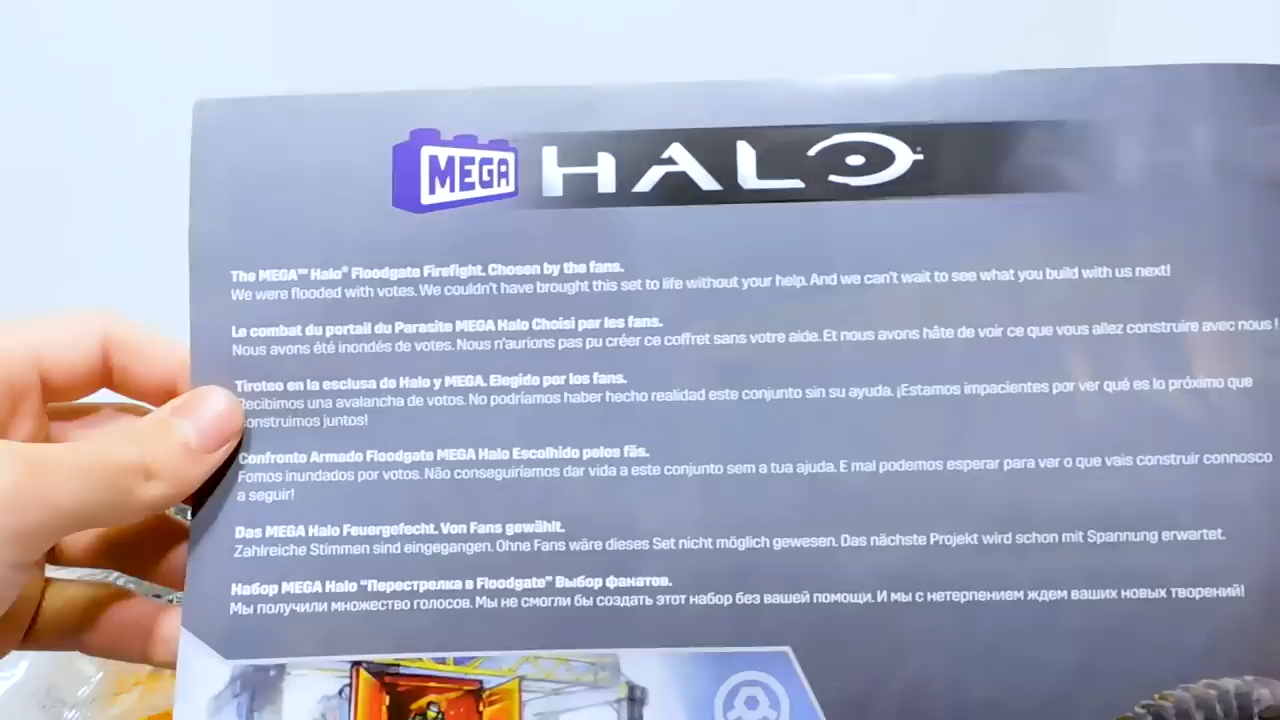 MEGA HALO
The MEGA™ Halo® Floodgate Firefight. Chosen by the fans.
We were flooded with votes. We couldn't have brought this set to life without your help. And we can't wait to see what you build with us next!
Le combat du portail du Parasite MEGA Halo Choisi par les fans.
Nous avons été inondés de votes. Nous n'aurions pas pu créer ce coffret sans votre aide. Et nous avons hâte de voir ce que vous allez construire avec nous !
Tiroteo en la esclusa de Halo y MEGA. Elegido por los fans.
Recibimos una avalancha de votos. No podríamos haber hecho realidad este conjunto sin su ayuda. ¡Estamos impacientes por ver qué es lo próximo que
construimos juntos!
Confronto Armado Floodgate MEGA Halo Escolhido pelos fãs.
Fomos inundados por votos. Não conseguiríamos dar vida a este conjunto sem a tua ajuda. E mal podemos esperar para ver o que vais construir connosco
a seguir!
Das MEGA Halo Feuergefecht. Von Fans gewählt.
Zahlreiche Stimmen sind eingegangen. Ohne Fans wäre dieses Set nicht möglich gewesen. Das nächste Projekt wird schon mit Spannung erwartet.
Набор MEGA Halo "Перестрелка в Floodgate" Выбор фанатов.
Мы получили множество голосов. Мы не смогли бы создать этот набор без вашей помощи. И мы с нетерпением ждем ваших новых творений!